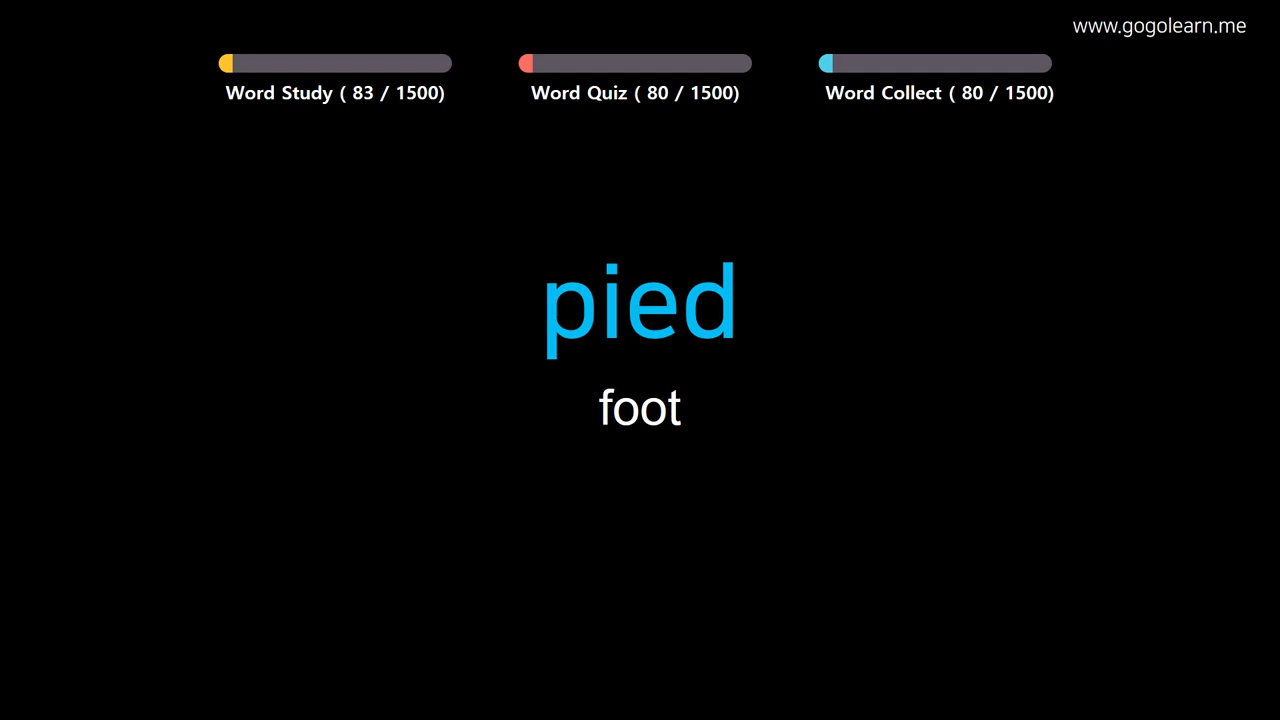 www.gogolearn.me
Word Study ( 83 / 1500)
Word Quiz ( 80 / 1500)
Word Collect ( 80 / 1500)
pied
foot